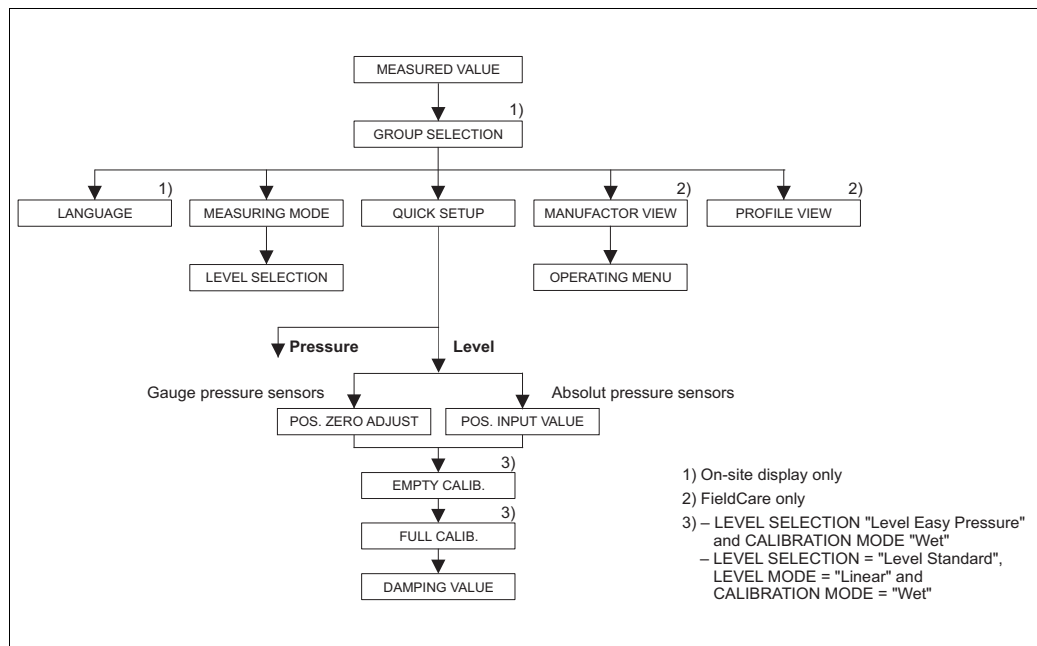 MEASURED VALUE
1)
GROUP SELECTION
1)
2)
2)
LANGUAGE
MEASURING MODE
QUICK SETUP
MANUFACTOR VIEW
PROFILE VIEW
LEVEL SELECTION
OPERATING MENU
Pressure
Level
Gauge pressure sensors
Absolut pressure sensors
POS. ZERO ADJUST
POS. INPUT VALUE
3)
EMPTY CALIB.
3)
FULL CALIB.
DAMPING VALUE
1) On-site display only
2) FieldCare only
3) – LEVEL SELECTION "Level Easy Pressure"
and CALIBRATION MODE "Wet"
– LEVEL SELECTION = "Level Standard",
LEVEL MODE = "Linear" and
CALIBRATION MODE = "Wet"